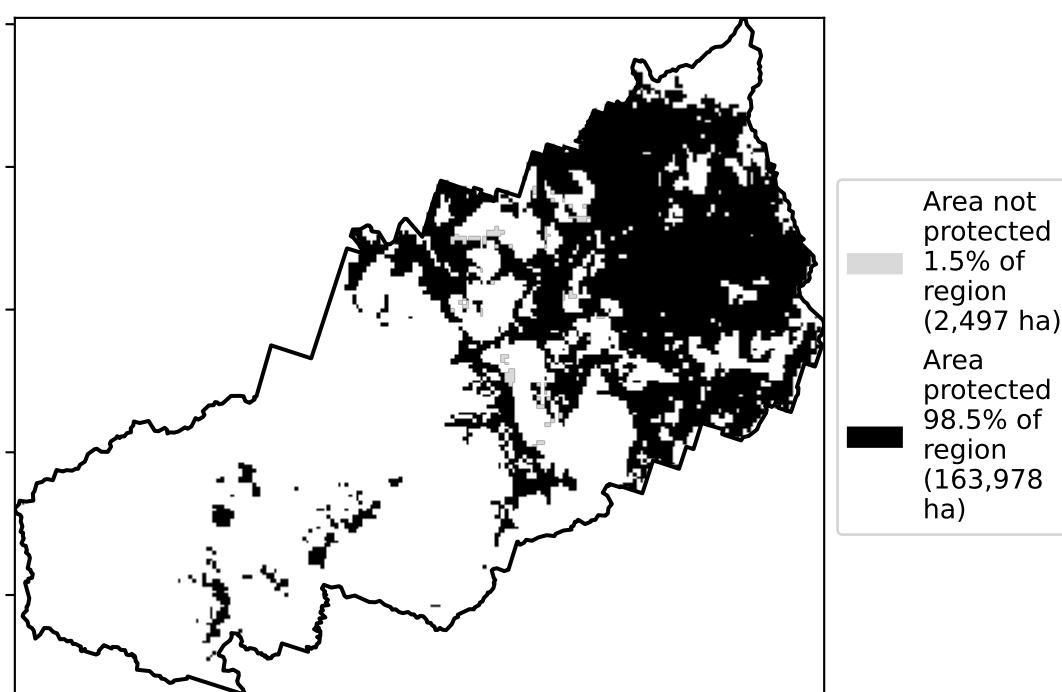 Area not
protected
1.5% of
region
(2,497 ha)
Area
protected
98.5% of
region
(163,978
ha)